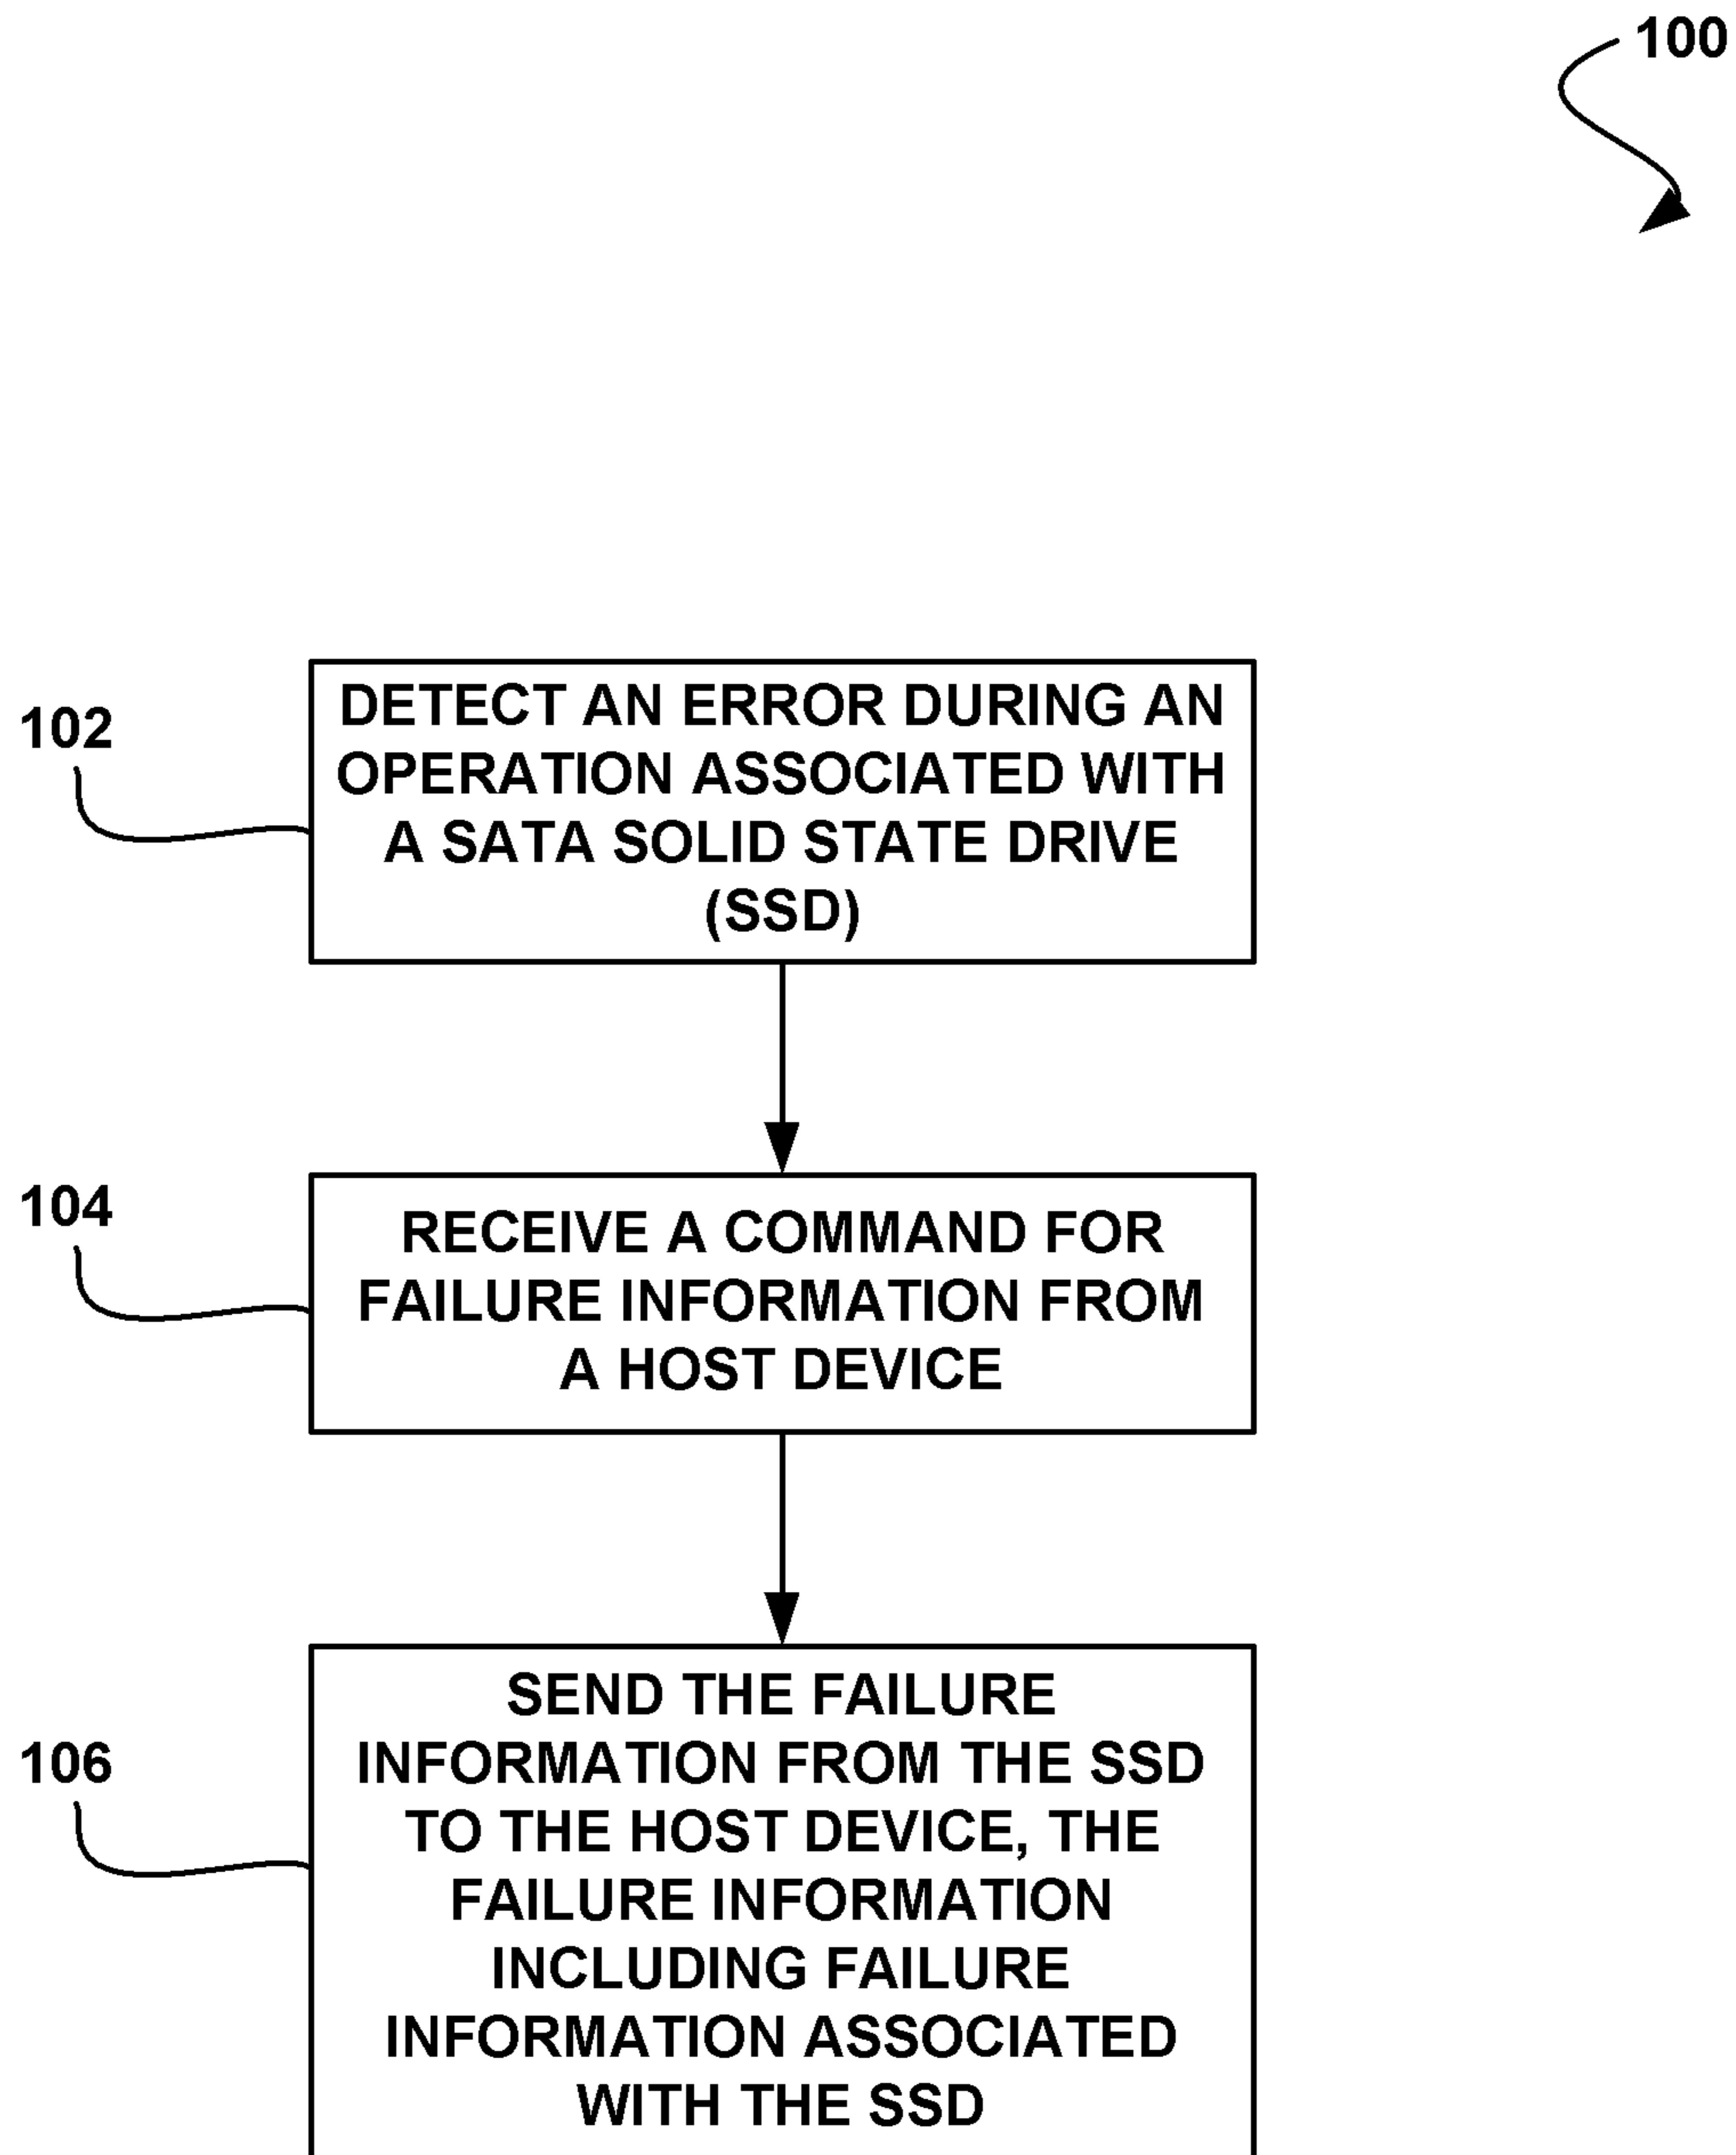 100
102
DETECT AN ERROR DURING AN
OPERATION ASSOCIATED WITH
A SATA SOLID STATE DRIVE
(SSD)
104
RECEIVE A COMMAND FOR
FAILURE INFORMATION FROM
A HOST DEVICE
106
SEND THE FAILURE
INFORMATION FROM THE SSD
TO THE HOST DEVICE, THE
FAILURE INFORMATION
INCLUDING FAILURE
INFORMATION ASSOCIATED
WITH THE SSD